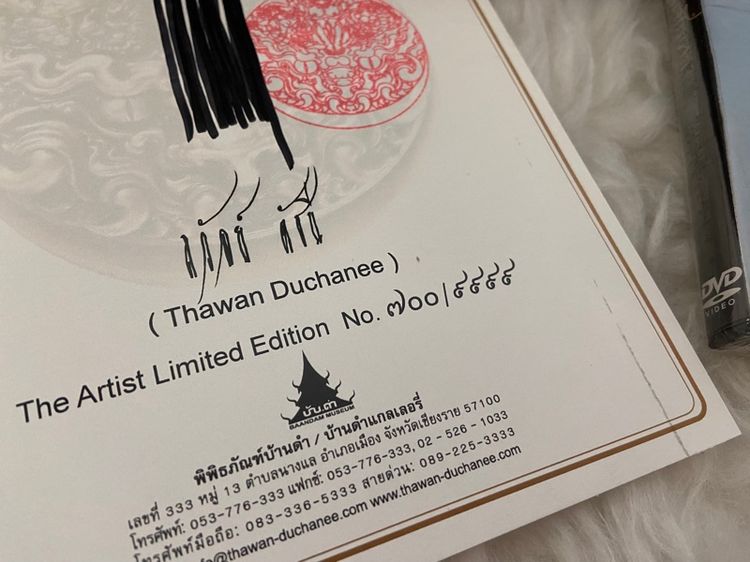 (Thawan Duchanee)
The Artist Limited Edition No. ๗๐๐/๙๙๙๙
บ้านดำ
BAANDAM MUSEUM
พิพิธภัณฑ์บ้านดำ / บ้านดำแกลเลอรี่
เลขที่ 333 หมู่ 13 ตำบลนางแล อำเภอเมือง จังหวัดเชียงราย 57100
โทรศัพท์: 053-776-333 แฟกซ์: 053-776-333, 02-526-1033
โทรศัพท์มือถือ: 083-336-5333 สายด่วน: 089-225-3333
@thawan-duchanee.com www.thawan-duchanee.com
DVD
VIDEO